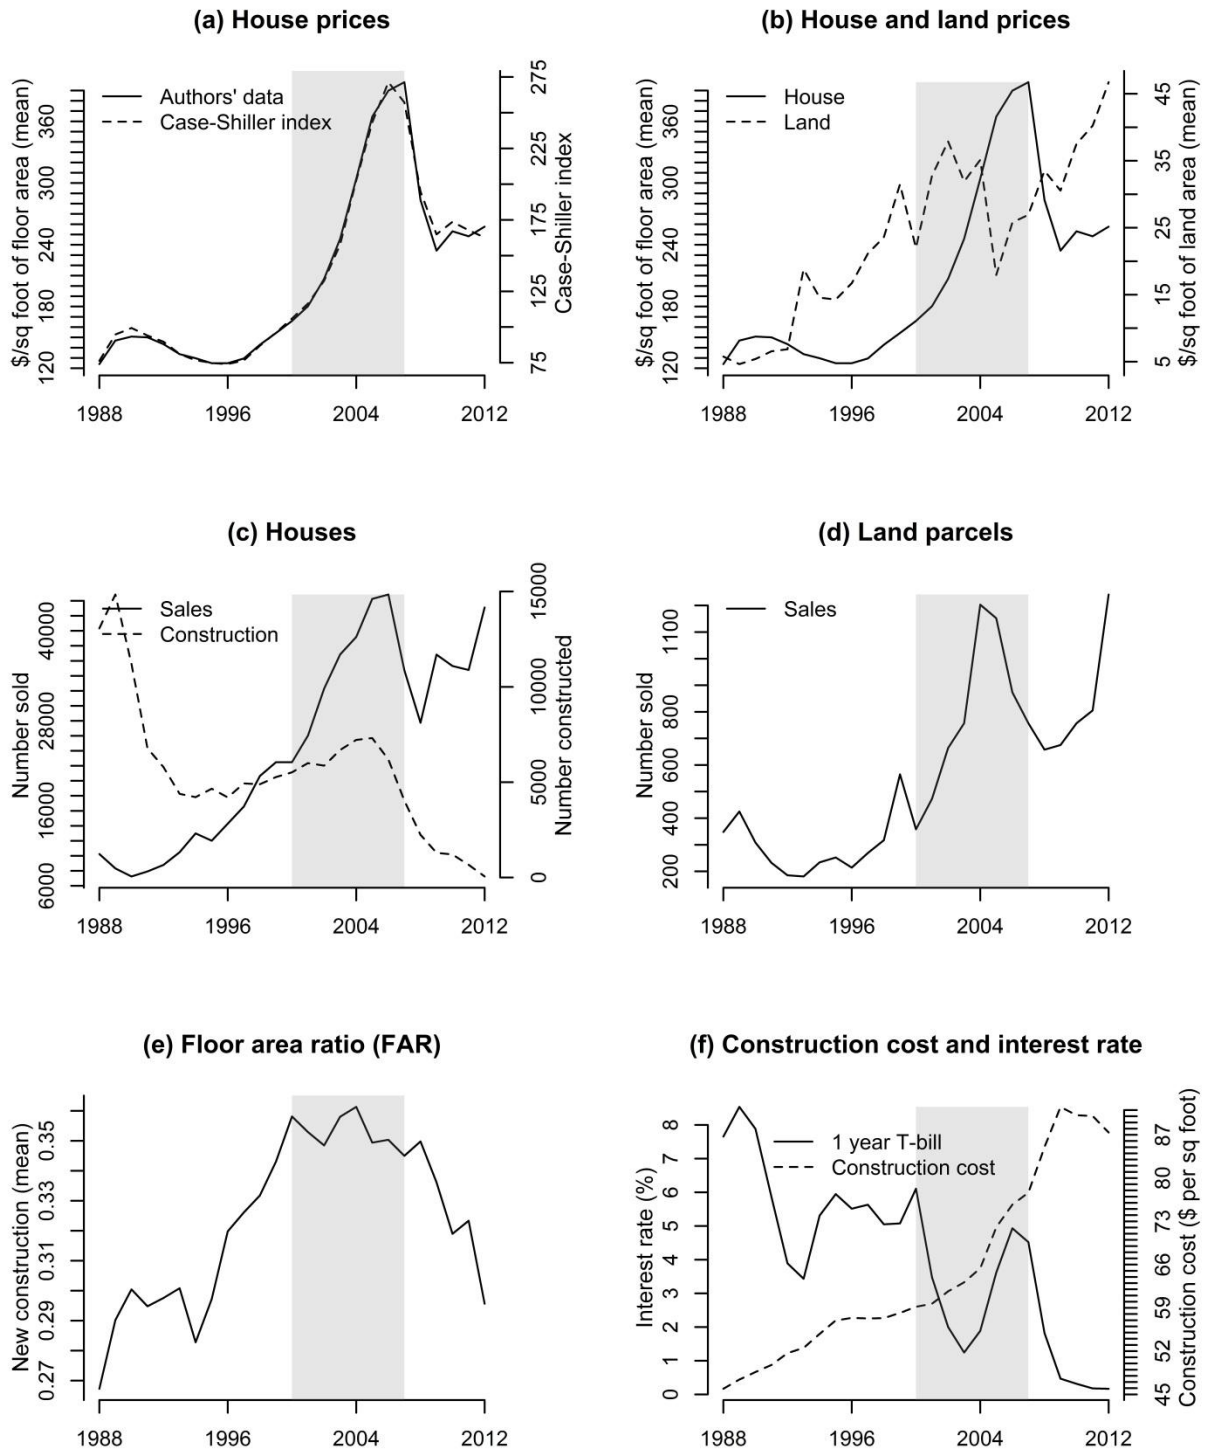 (a) House prices
Authors' data
Case-Shiller index
$/sq foot of floor area (mean)
120 180 240 300 360
Case-Shiller index
75 125 175 225 275
1988 1996 2004 2012
(b) House and land prices
House
Land
$/sq foot of floor area (mean)
120 180 240 300 360
$/sq foot of land area (mean)
5 15 25 35 45
1988 1996 2004 2012
(c) Houses
Sales
Construction
Number sold
6000 16000 28000 40000
Number constructed
0 5000 10000 15000
1988 1996 2004 2012
(d) Land parcels
Sales
Number sold
200 400 600 800 1100
1988 1996 2004 2012
(e) Floor area ratio (FAR)
New construction (mean)
0.27 0.29 0.31 0.33 0.35
1988 1996 2004 2012
(f) Construction cost and interest rate
1 year T-bill
Construction cost
Interest rate (%)
0 1 2 3 4 5 6 7 8
Construction cost ($ per sq foot)
45 52 59 66 73 80 87
1988 1996 2004 2012